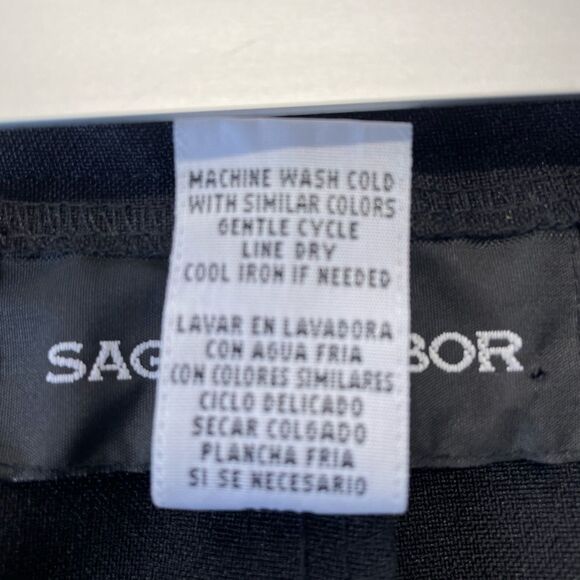 MACHINE WASH COLD
WITH SIMILAR COLORS
GENTLE CYCLE
LINE DRY
COOL IRON IF NEEDED
LAVAR EN LAVADORA
CON AGUA FRIA
CON COLORES SIMILARES
CICLO DELICADO
SECAR COLGADO
PLANCHA FRIA
SI SE NECESARIO
SAG BOR